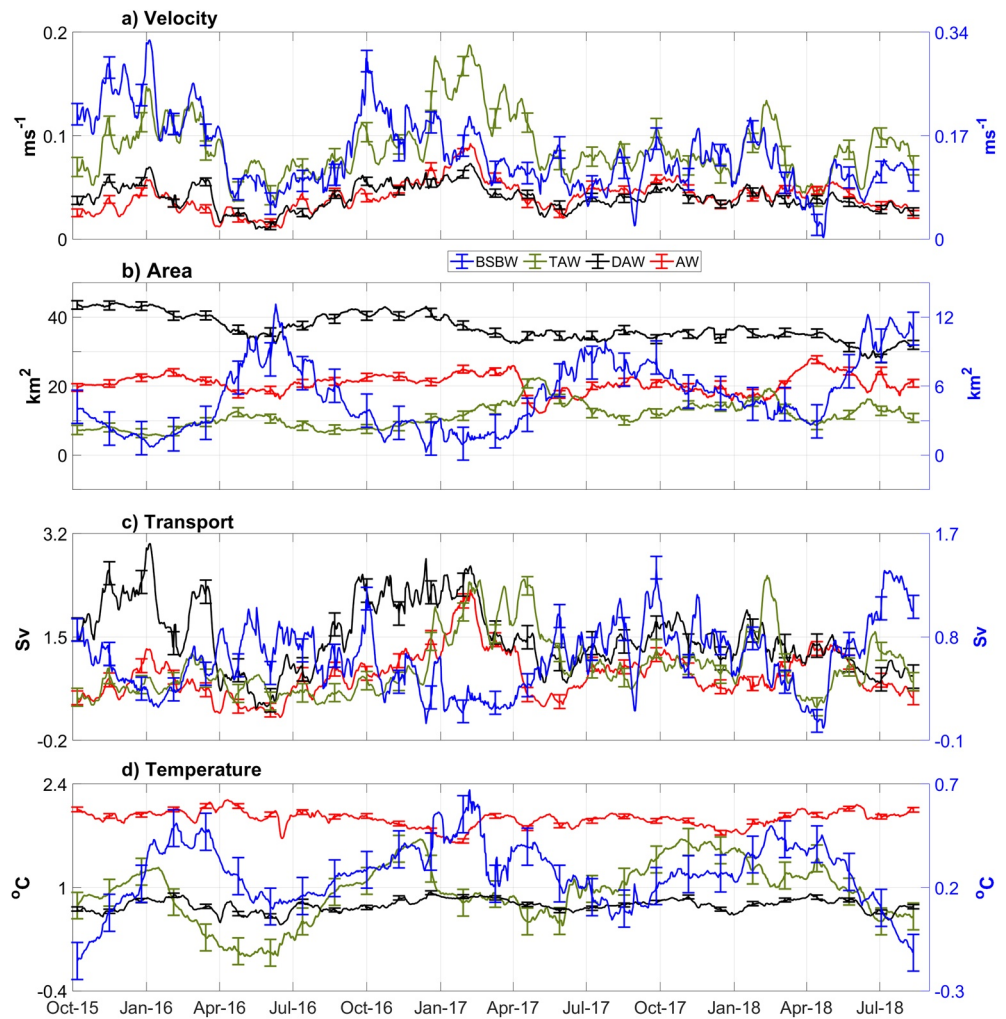 a) Velocity
0.2
0.1
0
ms-1
0.34
0.17
0
ms-1
BSBW TAW DAW AW
b) Area
40
20
0
km2
12
6
0
km2
c) Transport
3.2
1.5
-0.2
Sv
1.7
0.8
-0.1
Sv
d) Temperature
2.4
1
-0.4
oC
0.7
0.2
-0.3
oC
Oct-15 Jan-16 Apr-16 Jul-16 Oct-16 Jan-17 Apr-17 Jul-17 Oct-17 Jan-18 Apr-18 Jul-18